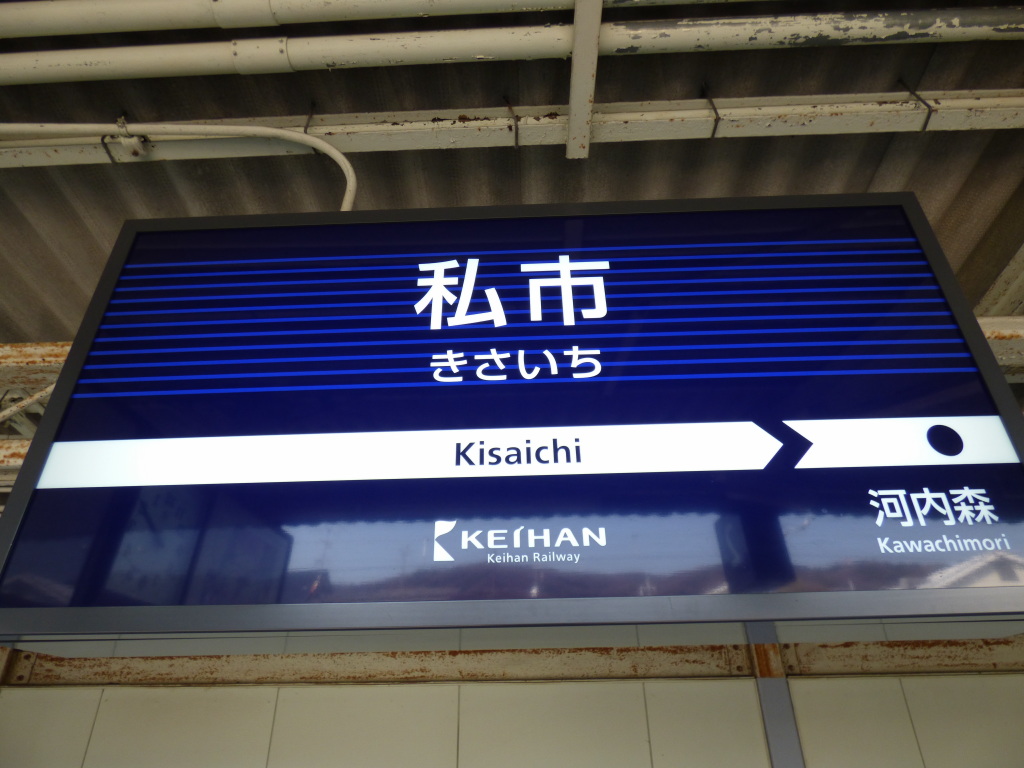 私市
きさいち
Kisaichi
河内森
Kawachimori
KEIHAN
Keihan Railway